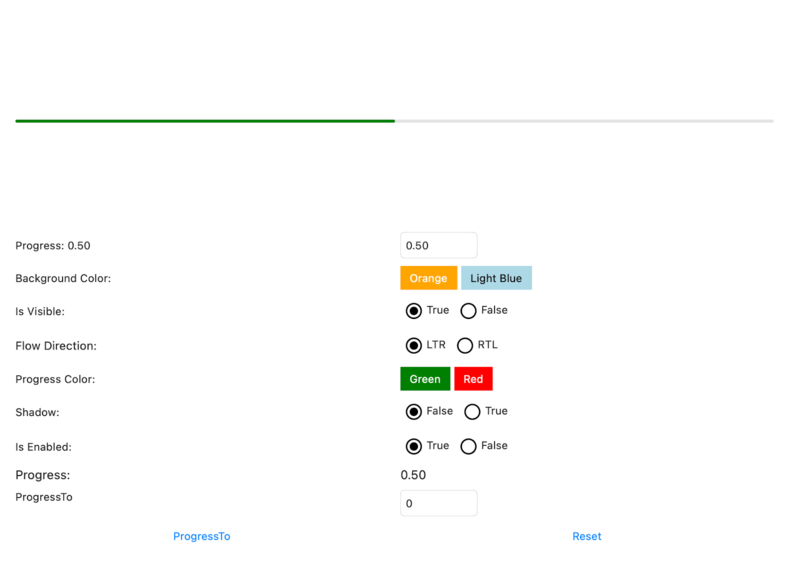 Progress: 0.50 0.50
Background Color: Orange Light Blue
Is Visible: True False
Flow Direction: LTR RTL
Progress Color: Green Red
Shadow: False True
Is Enabled: True False
Progress: 0.50
ProgressTo 0
ProgressTo Reset